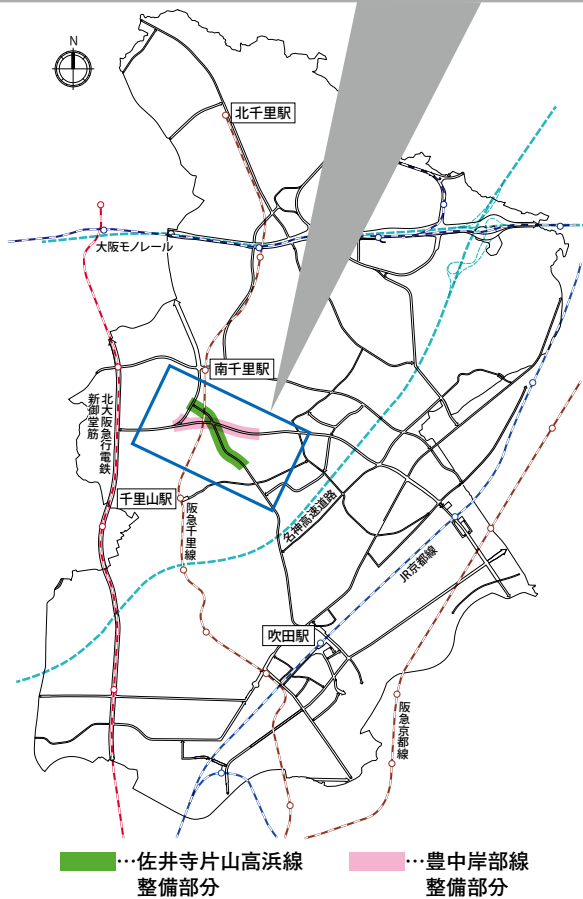 N
北千里駅
大阪モノレール
南千里駅
北大阪急行電鉄
新御堂筋
千里山駅
阪急千里線
名神高速道路
JR京都線
吹田駅
阪急京都線
…佐井寺片山高浜線
整備部分
…豊中岸部線
整備部分